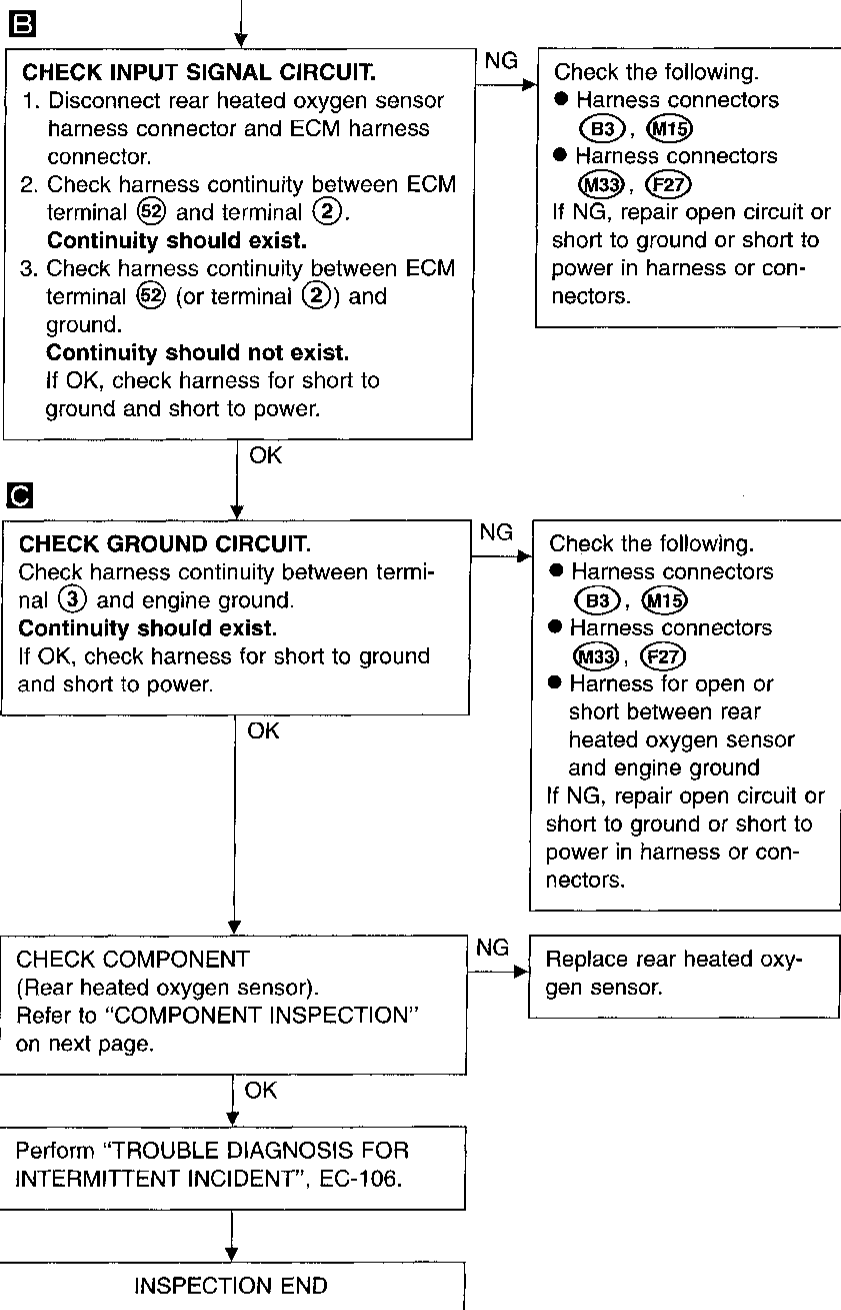 B
CHECK INPUT SIGNAL CIRCUIT.
1. Disconnect rear heated oxygen sensor
harness connector and ECM harness
connector.
2. Check harness continuity between ECM
terminal 52 and terminal 2.
Continuity should exist.
3. Check harness continuity between ECM
terminal 52 (or terminal 2) and
ground.
Continuity should not exist.
If OK, check harness for short to
ground and short to power.
NG
Check the following.
● Harness connectors
B3, M15
● Harness connectors
M33, F27
If NG, repair open circuit or
short to ground or short to
power in harness or con-
nectors.
OK
C
CHECK GROUND CIRCUIT.
Check harness continuity between termi-
nal 3 and engine ground.
Continuity should exist.
If OK, check harness for short to ground
and short to power.
NG
Check the following.
● Harness connectors
B3, M15
● Harness connectors
M33, F27
● Harness for open or
short between rear
heated oxygen sensor
and engine ground
If NG, repair open circuit or
short to ground or short to
power in harness or con-
nectors.
OK
CHECK COMPONENT
(Rear heated oxygen sensor).
Refer to “COMPONENT INSPECTION”
on next page.
NG
Replace rear heated oxy-
gen sensor.
OK
Perform “TROUBLE DIAGNOSIS FOR
INTERMITTENT INCIDENT”, EC-106.
INSPECTION END